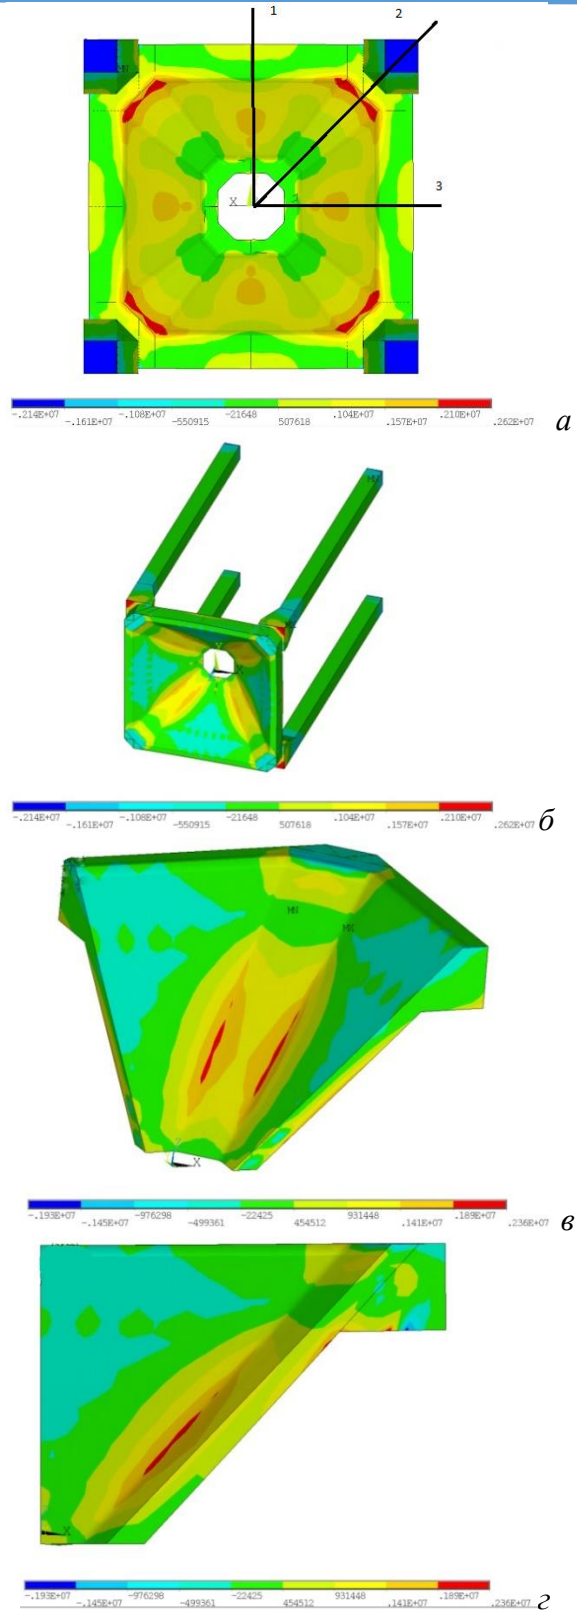 1
2
3
MN
X
-.214E+07 -.108E+07 -21648 .104E+07 .210E+07
-.161E+07 -550915 507618 .157E+07 .262E+07
а
Y
X
-.214E+07 -.108E+07 -21648 .104E+07 .210E+07
-.161E+07 -550915 507618 .157E+07 .262E+07
б
MN
MX
X
-.193E+07 -976298 -22425 931448 .189E+07
-.145E+07 -499361 454512 .141E+07 .236E+07
в
X
-.193E+07 -976298 -22425 931448 .189E+07
-.145E+07 -499361 454512 .141E+07 .236E+07
г